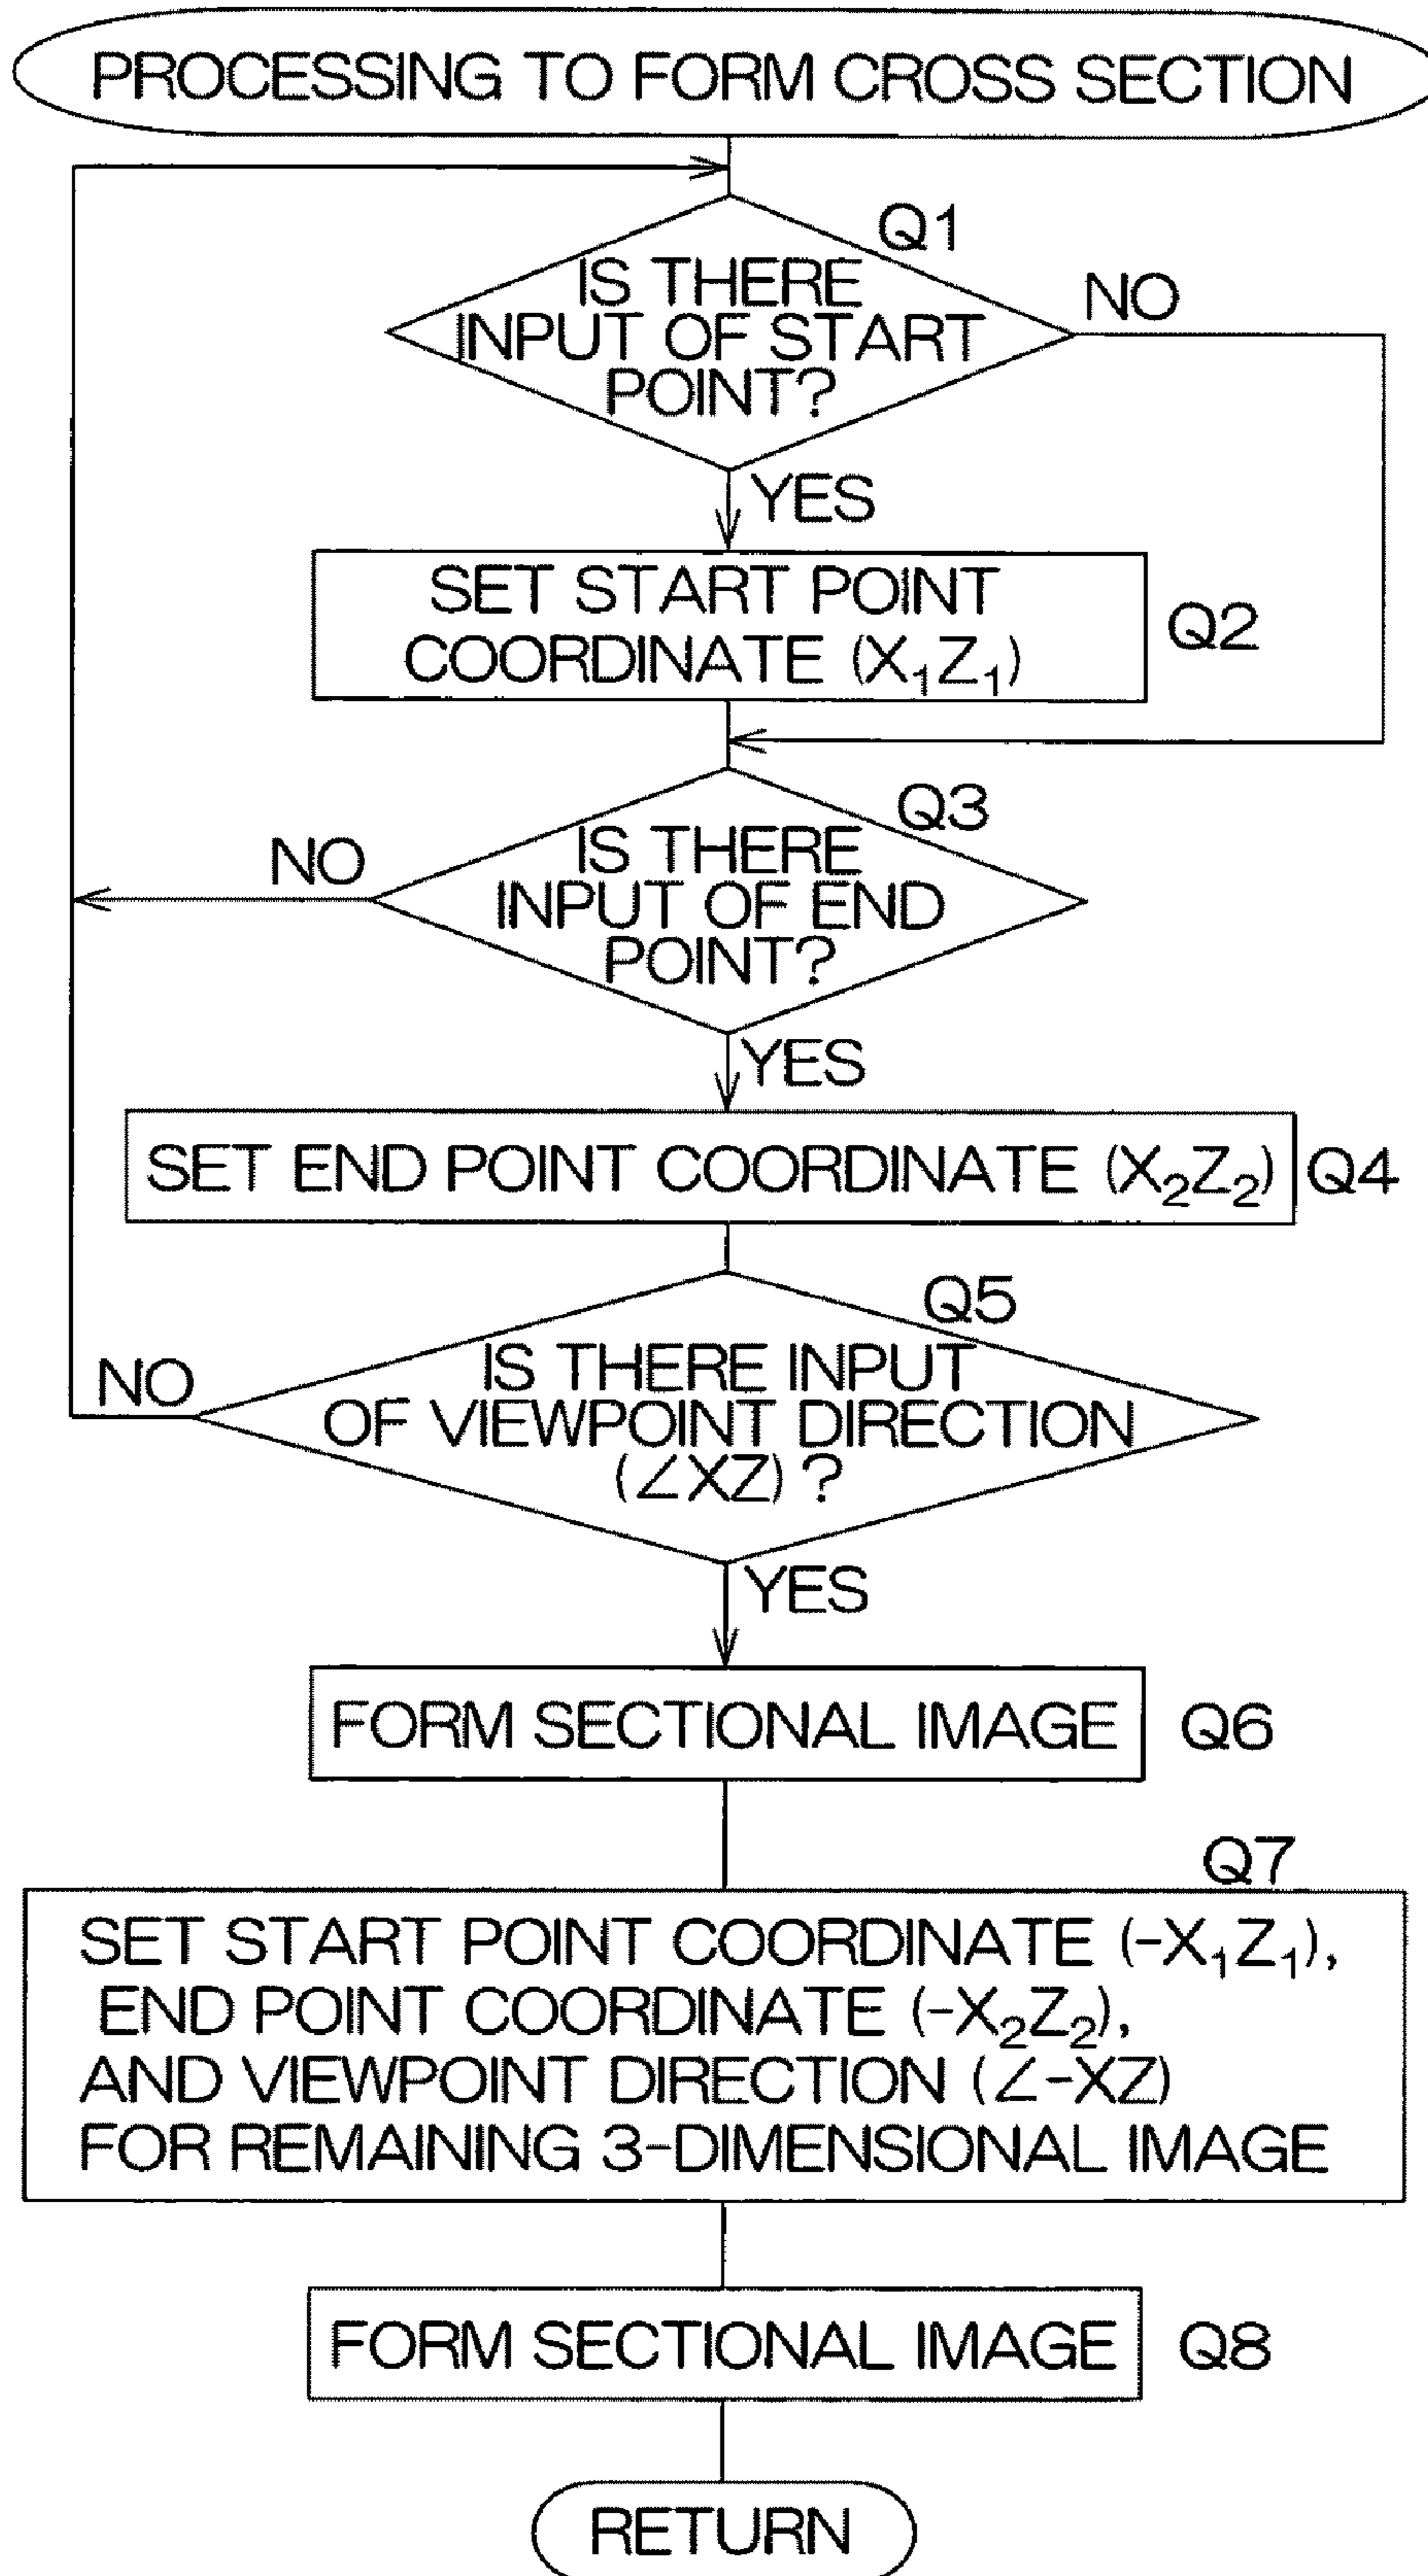 PROCESSING TO FORM CROSS SECTION
Q1
IS THERE
INPUT OF START
POINT?
NO
YES
SET START POINT
COORDINATE (X₁Z₁)
Q2
Q3
IS THERE
INPUT OF END
POINT?
NO
YES
SET END POINT COORDINATE (X₂Z₂)
Q4
Q5
IS THERE INPUT
OF VIEWPOINT DIRECTION
(∠XZ)?
NO
YES
FORM SECTIONAL IMAGE
Q6
Q7
SET START POINT COORDINATE (-X₁Z₁),
END POINT COORDINATE (-X₂Z₂),
AND VIEWPOINT DIRECTION (∠-XZ)
FOR REMAINING 3-DIMENSIONAL IMAGE
FORM SECTIONAL IMAGE
Q8
RETURN